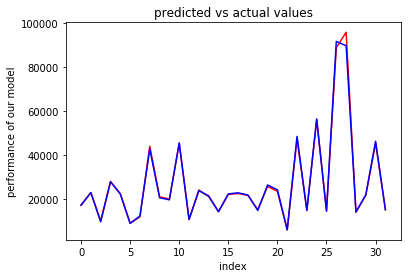 predicted vs actual values
performance of our model
100000
80000
60000
40000
20000
0 5 10 15 20 25 30
index